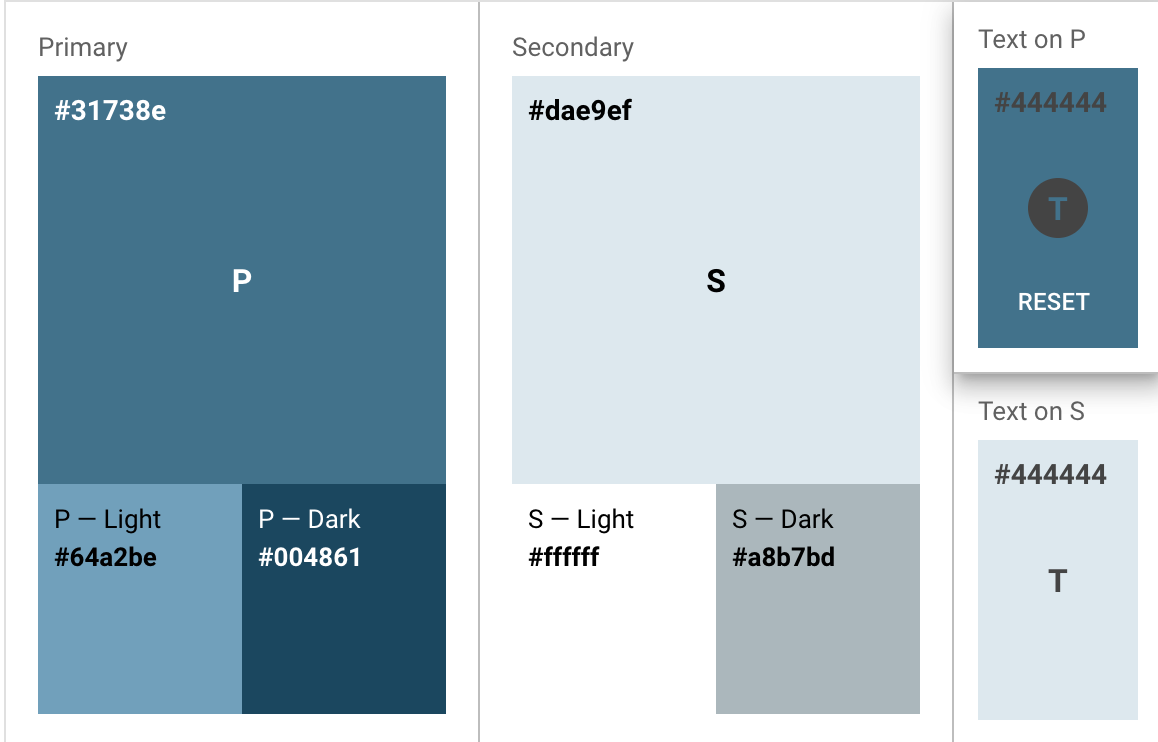 Primary
#31738e
P
P — Light
#64a2be
P — Dark
#004861
Secondary
#dae9ef
S
S — Light
#ffffff
S — Dark
#a8b7bd
Text on P
#444444
T
RESET
Text on S
#444444
T